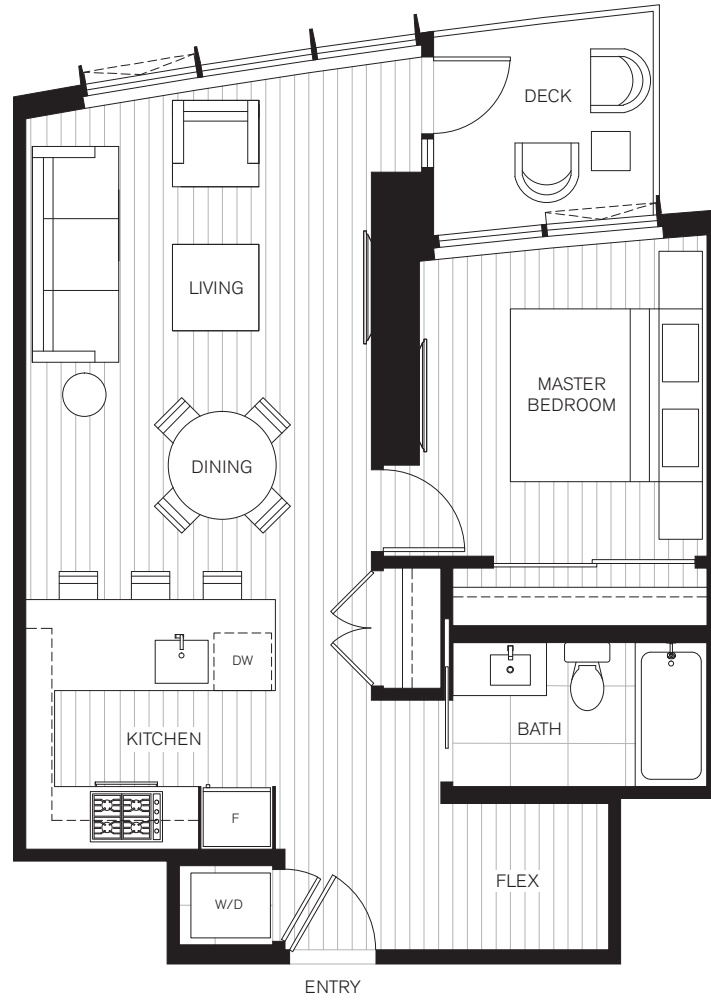 DECK
LIVING
MASTER
BEDROOM
DINING
DW
KITCHEN
BATH
F
FLEX
W/D
ENTRY